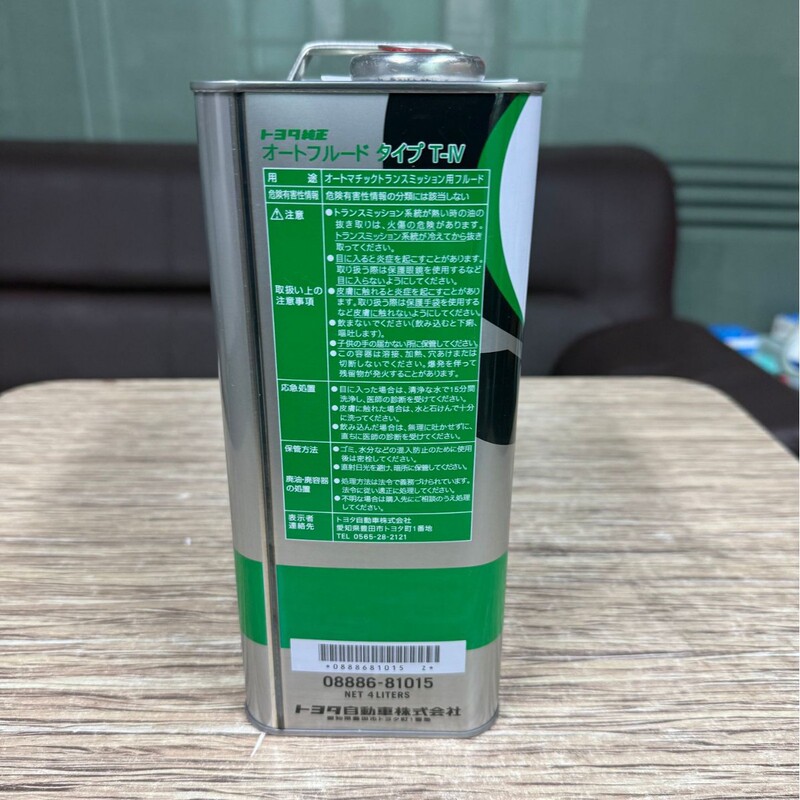 トヨタ純正
オートフルード タイプ T-Ⅳ
用 途 オートマチックトランスミッション用フルード
危険有害性情報 危険有害性情報の分類には該当しない
⚠注意
取扱い上の
注意事項
●トランスミッション系統が熱い時の油の
抜き取りは、火傷の危険があります。
トランスミッション系統が冷えてから抜き
取ってください。
●目に入ると炎症を起こすことがあります。
取り扱う際は保護眼鏡を使用するなど
目に入らないようにしてください。
●皮膚に触れると炎症を起こすことがあり
ます。取り扱う際は保護手袋を使用する
など皮膚に触れないようにしてください。
●飲まないでください(飲み込むと下痢、
嘔吐します)。
●子供の手の届かない所に保管してください。
●この容器は溶接、加熱、穴あけまたは
切断しないでください。爆発を伴って
残留物が発火することがあります。
応急処置
●目に入った場合は、清浄な水で15分間
洗浄し、医師の診断を受けてください。
●皮膚に触れた場合は、水と石けんで十分
に洗ってください。
●飲み込んだ場合は、無理に吐かせずに、
直ちに医師の診断を受けてください。
保管方法
●ゴミ、水分などの混入防止のために使用
後は密栓してください。
●直射日光を避け、暗所に保管してください。
廃油・廃容器
の処置
●処理方法は法令で義務づけられています。
法令に従い適正に処理してください。
●不明な場合は購入先にご相談のうえ処理
してください。
表示者
連絡先
トヨタ自動車株式会社
愛知県豊田市トヨタ町1番地
TEL 0565-28-2121
*0888681015 Z*
08886-81015
NET 4 LITERS
トヨタ自動車株式会社
愛知県豊田市トヨタ町1番地